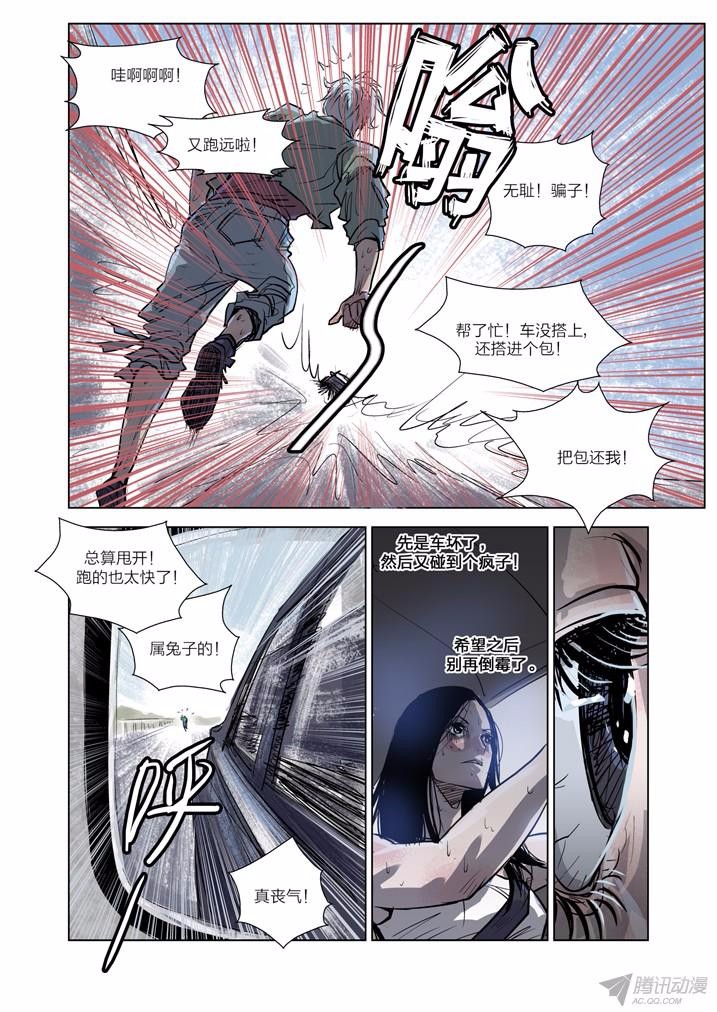 哇啊啊啊！
又跑远啦！
嗡
无耻！骗子！
帮了忙！车没搭上,
还搭进个包！
把包还我！
总算甩开！
跑的也太快了！
属兔子的！
呼
真丧气！
先是车坏了，
然后又碰到个疯子！
希望之后
别再倒霉了。
腾讯动漫
AC.QQ.COM